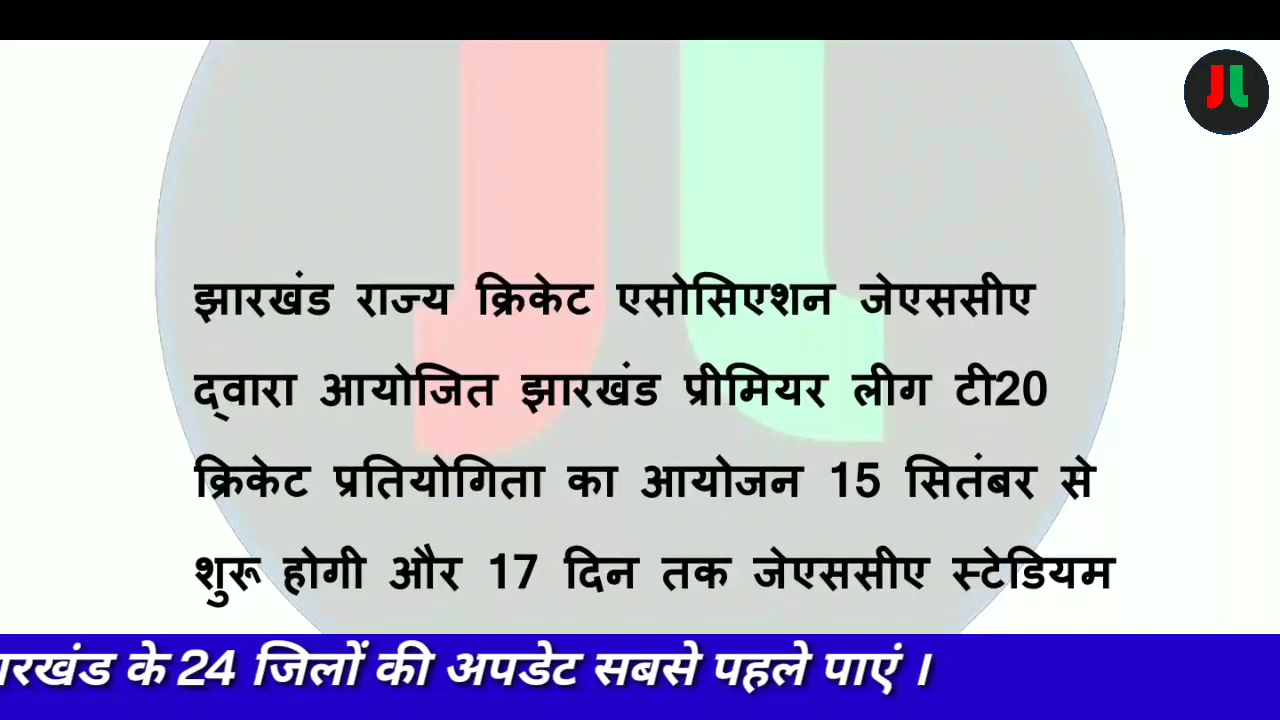 झारखंड राज्य क्रिकेट एसोसिएशन जेएससीए
द्वारा आयोजित झारखंड प्रीमियर लीग टी20
क्रिकेट प्रतियोगिता का आयोजन 15 सितंबर से
शुरू होगी और 17 दिन तक जेएससीए स्टेडियम
के 24 जिलों की अपडेट सबसे पहले पाएं ।